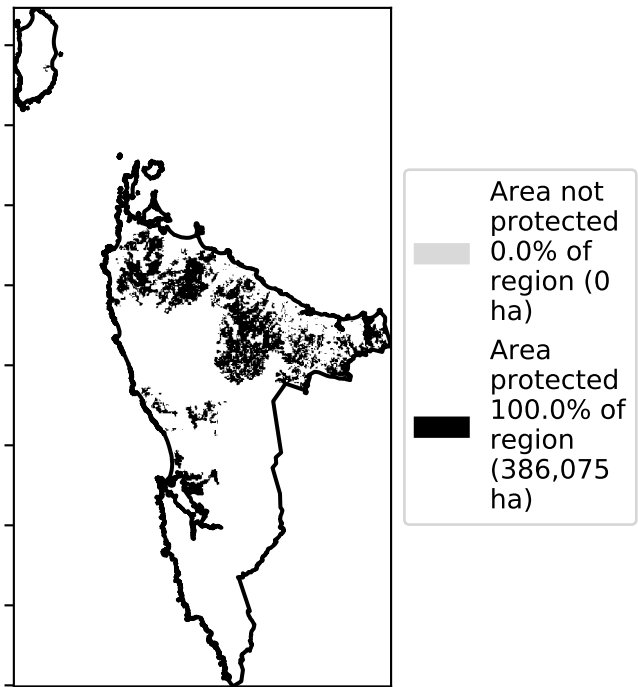 Area not
protected
0.0% of
region (0
ha)
Area
protected
100.0% of
region
(386,075
ha)